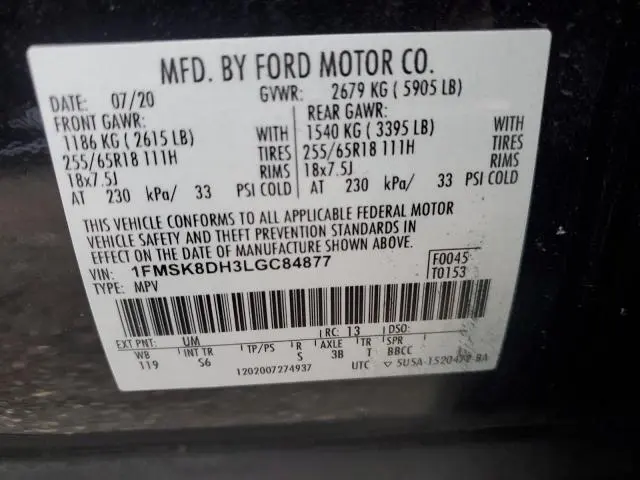 MFD. BY FORD MOTOR CO.
DATE: 07/20 GVWR: 2679 KG ( 5905 LB)
FRONT GAWR: REAR GAWR:
1186 KG ( 2615 LB) WITH 1540 KG ( 3395 LB) WITH
255/65R18 111H TIRES 255/65R18 111H TIRES
18x7.5J RIMS 18x7.5J RIMS
AT 230 kPa/ 33 PSI COLD AT 230 kPa/ 33 PSI COLD
THIS VEHICLE CONFORMS TO ALL APPLICABLE FEDERAL MOTOR
VEHICLE SAFETY AND THEFT PREVENTION STANDARDS IN
EFFECT ON THE DATE OF MANUFACTURE SHOWN ABOVE.
VIN: 1FMSK8DH3LGC84877 F0045
TYPE: MPV T0153
EXT PNT: UM RC: 13 DSO:
WB INT TR TP/PS R AXLE TR SPR
119 S6 S 3B T BBCC
1202007274937 UTC